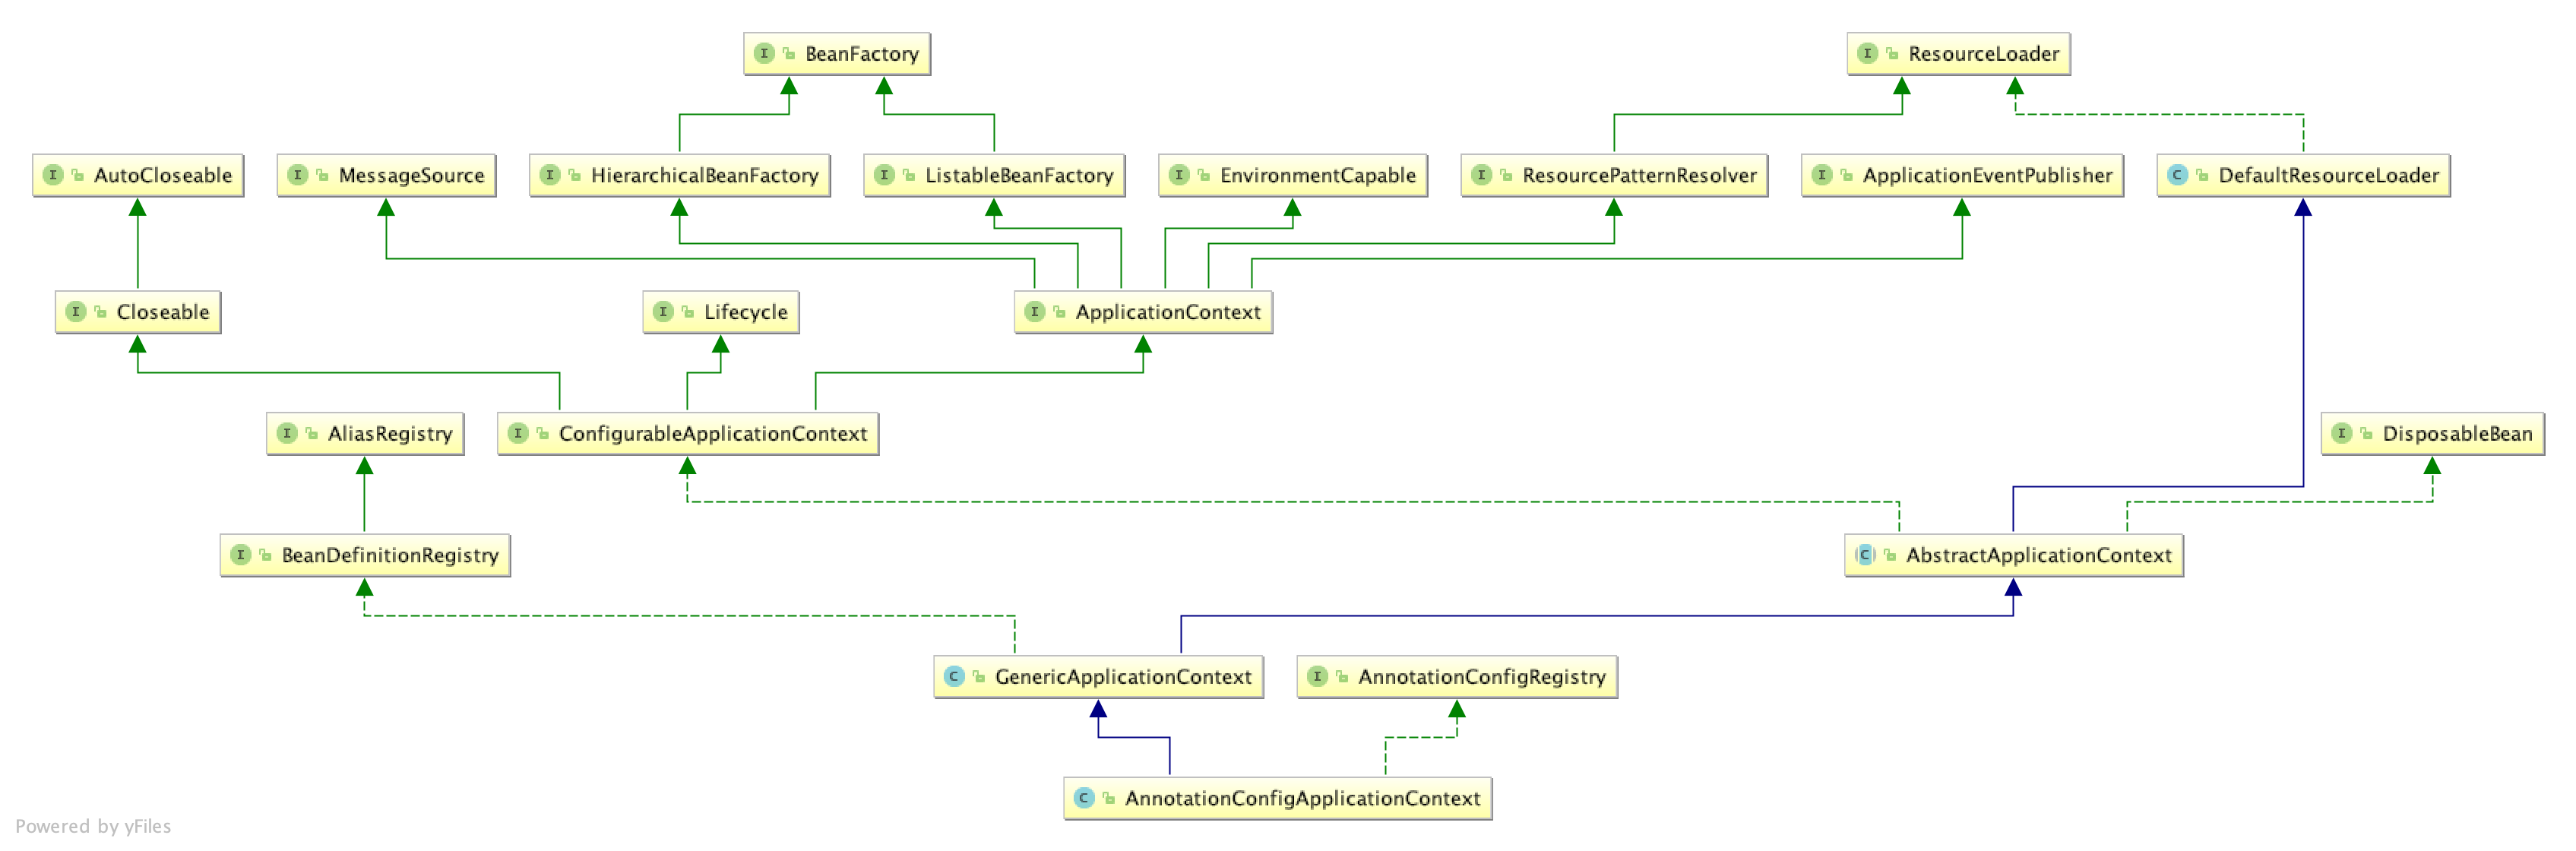 BeanFactory
ResourceLoader
AutoCloseable
MessageSource
HierarchicalBeanFactory
ListableBeanFactory
EnvironmentCapable
ResourcePatternResolver
ApplicationEventPublisher
DefaultResourceLoader
Closeable
Lifecycle
ApplicationContext
AliasRegistry
ConfigurableApplicationContext
DisposableBean
BeanDefinitionRegistry
AbstractApplicationContext
GenericApplicationContext
AnnotationConfigRegistry
AnnotationConfigApplicationContext
Powered by yFiles